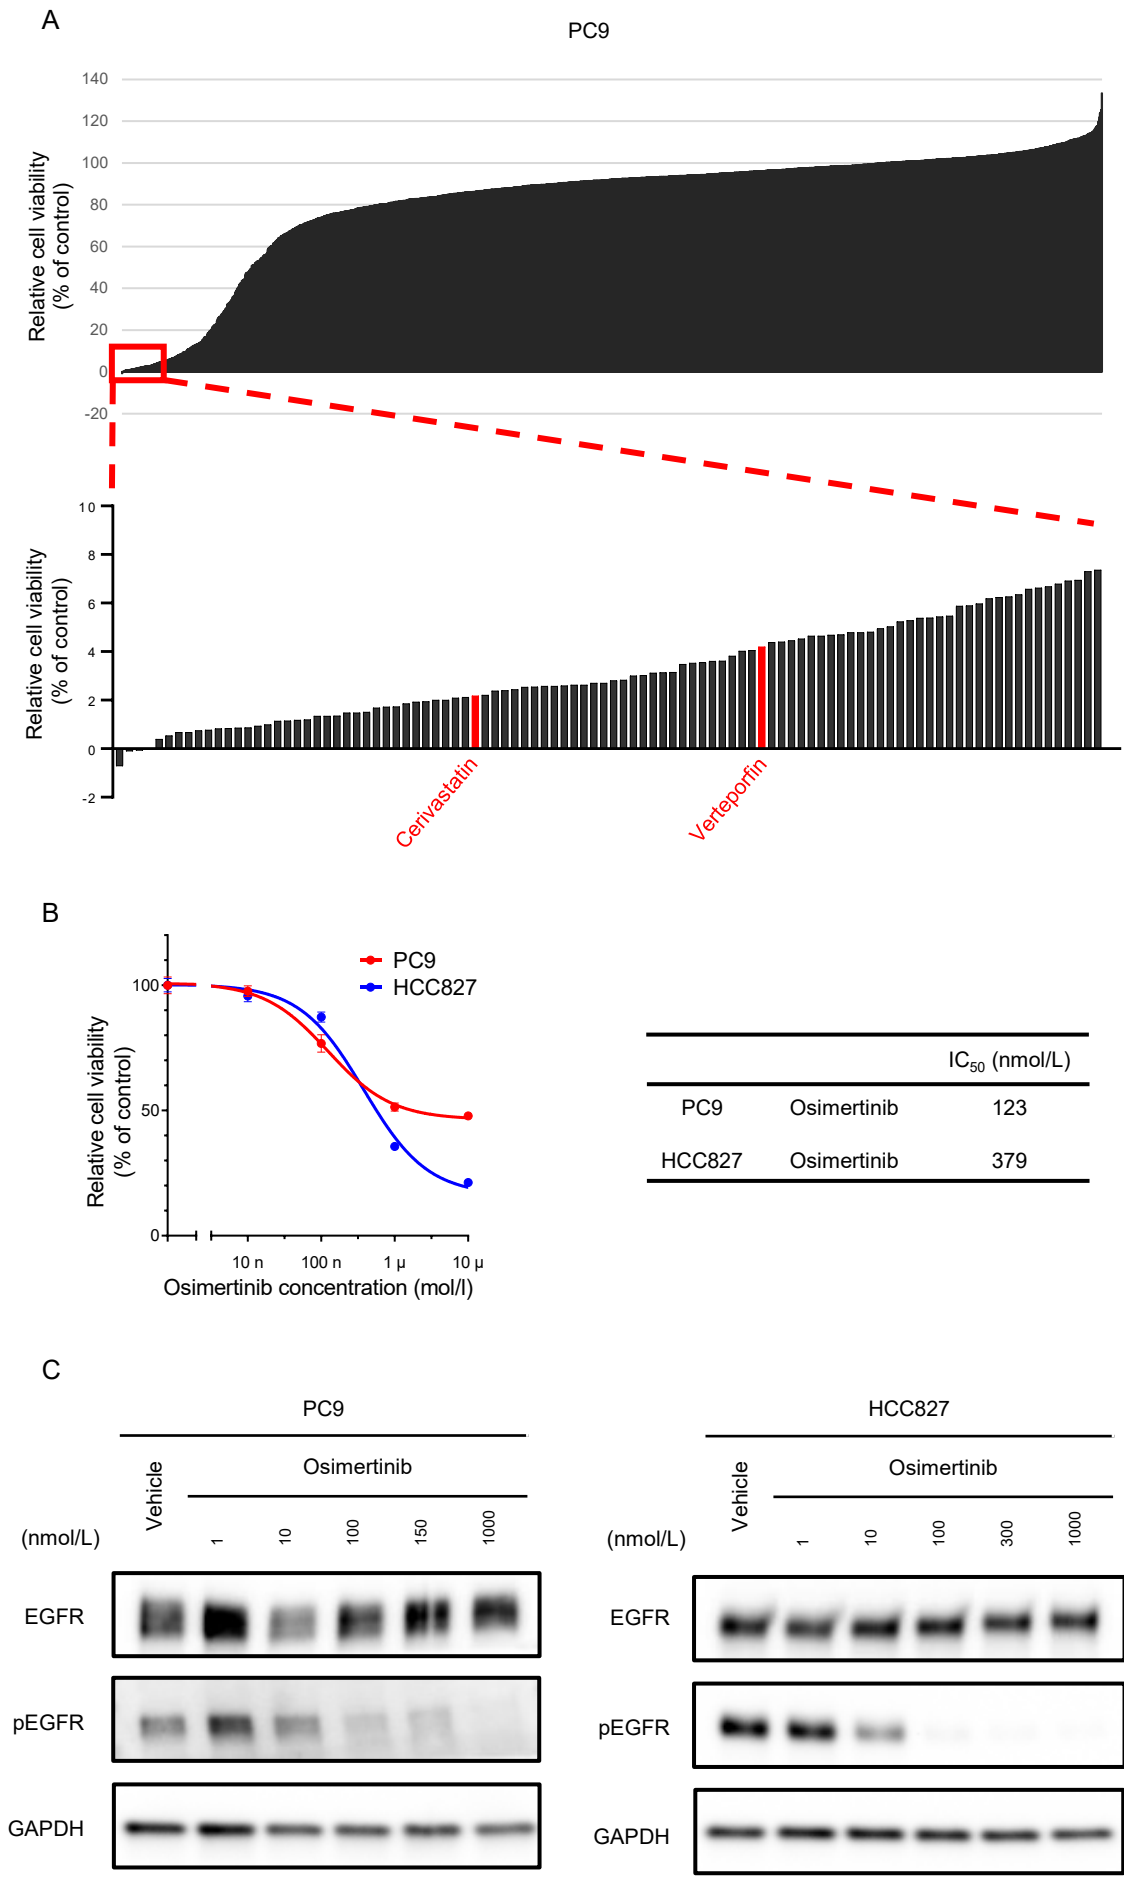 A
PC9
140
120
100
80
60
40
20
0
-20
Relative cell viability
(% of control)
10
8
6
4
2
0
-2
Relative cell viability
(% of control)
Cerivastatin
Verteporfin
B
PC9
HCC827
100
50
0
Relative cell viability
(% of control)
10 n 100 n 1 µ 10 µ
Osimertinib concentration (mol/l)
IC50 (nmol/L)
PC9 Osimertinib 123
HCC827 Osimertinib 379
C
PC9
Vehicle
Osimertinib
(nmol/L) 1 10 100 150 1000
EGFR
pEGFR
GAPDH
HCC827
Vehicle
Osimertinib
(nmol/L) 1 10 100 300 1000
EGFR
pEGFR
GAPDH